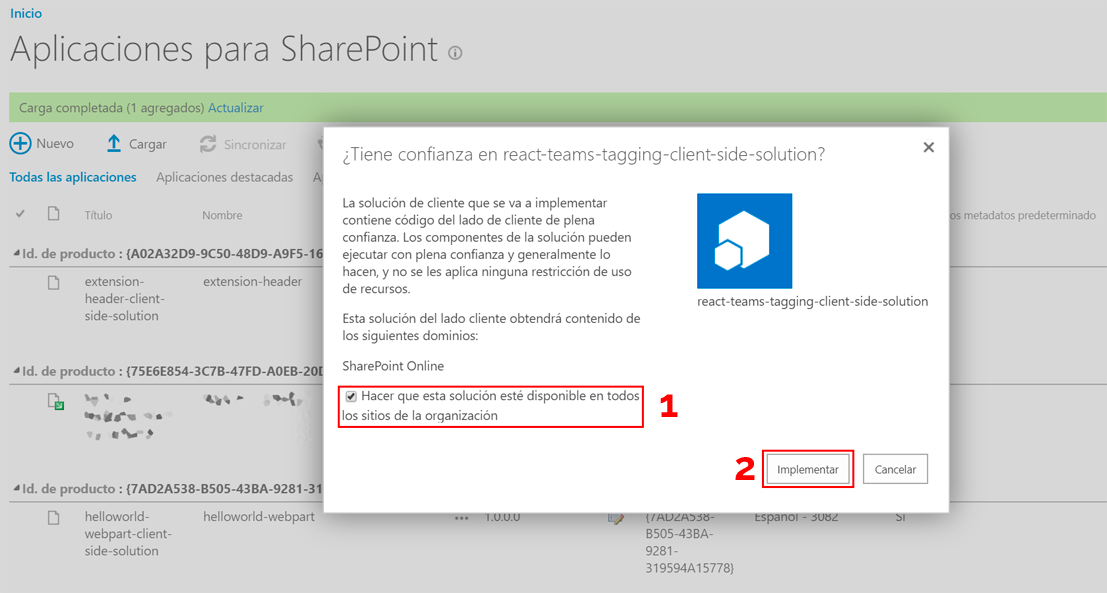 Inicio
Aplicaciones para SharePoint
Carga completada (1 agregados) Actualizar
Nuevo Cargar Sincronizar
Todas las aplicaciones Aplicaciones destacadas
Título Nombre os metadatos predeterminado
Id. de producto : {A02A32D9-9C50-48D9-A9F5-16
extension-
header-client-
side-solution
extension-header
Id. de producto : {75E6E854-3C7B-47FD-A0EB-20D
Id. de producto : {7AD2A538-B505-43BA-9281-31
helloworld-
webpart-client-
side-solution
helloworld-webpart
... 1.0.0.0
{7AD2A538-
B505-43BA-
9281-
319594A15778}
Español - 3082
Sí
¿Tiene confianza en react-teams-tagging-client-side-solution?
La solución de cliente que se va a implementar
contiene código del lado de cliente de plena
confianza. Los componentes de la solución pueden
ejecutar con plena confianza y generalmente lo
hacen, y no se les aplica ninguna restricción de uso
de recursos.
Esta solución del lado cliente obtendrá contenido de
los siguientes dominios:
SharePoint Online
Hacer que esta solución esté disponible en todos
los sitios de la organización
1
react-teams-tagging-client-side-solution
2
Implementar Cancelar